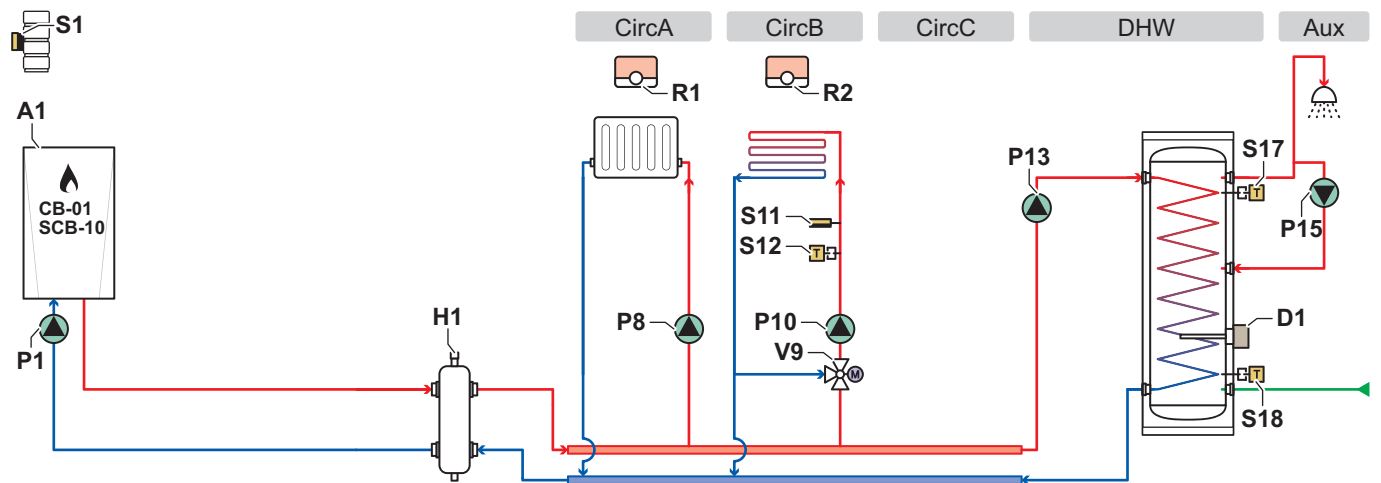 S1
CircA
CircB
CircC
DHW
Aux
R1
R2
A1
CB-01
SCB-10
P13
S17
T
P15
S11
S12
T
P1
H1
P8
P10
V9
M
D1
T
S18